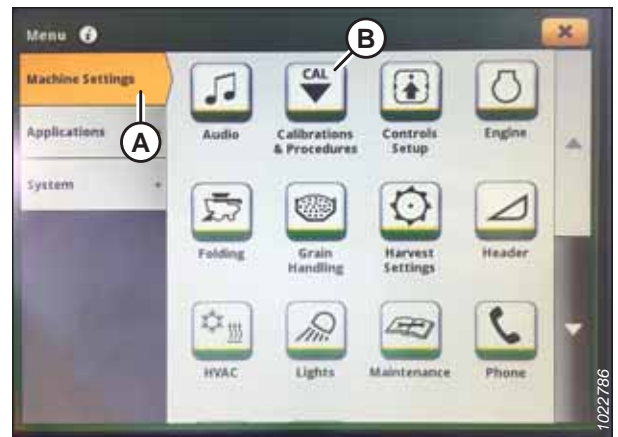 Menu i
B
Machine Settings
CAL
Audio
Calibrations
& Procedures
Controls
Setup
Engine
A
Applications
System
Folding
Grain
Handling
Harvest
Settings
Header
HVAC
Lights
Maintenance
Phone
1022786